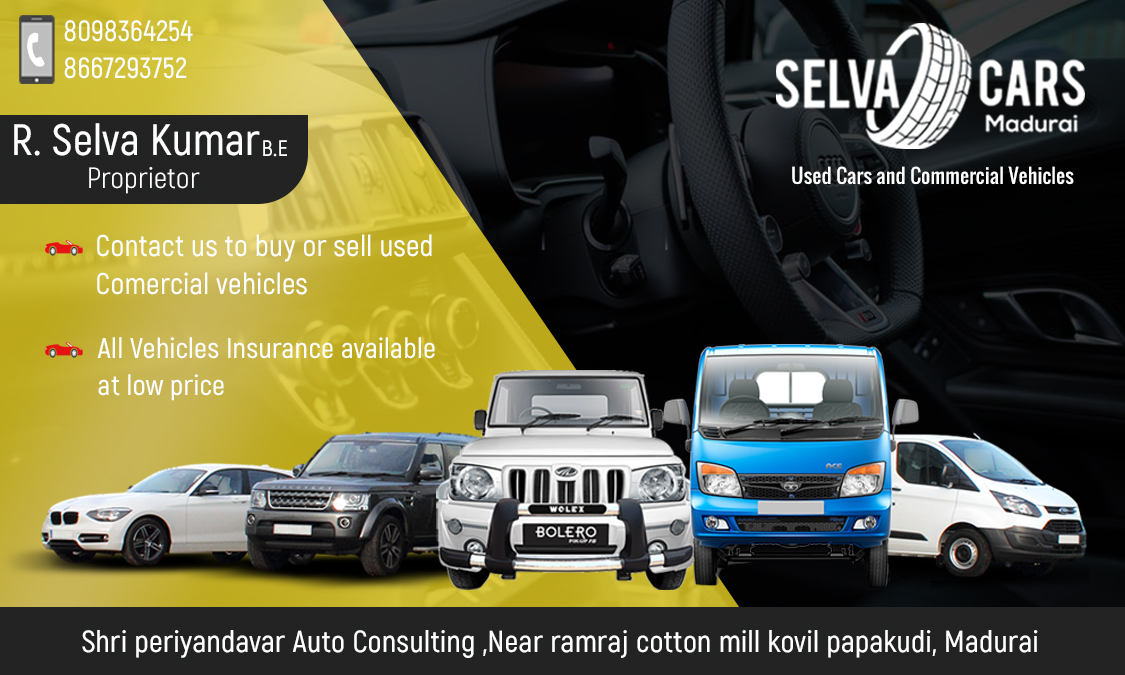 8098364254
8667293752
SELVA CARS
Madurai
Used Cars and Commercial Vehicles
R. Selva Kumar B.E
Proprietor
Contact us to buy or sell used
Comercial vehicles
All Vehicles Insurance available
at low price
ACE
WOLEX
BOLERO
Shri periyandavar Auto Consulting ,Near ramraj cotton mill kovil papakudi, Madurai